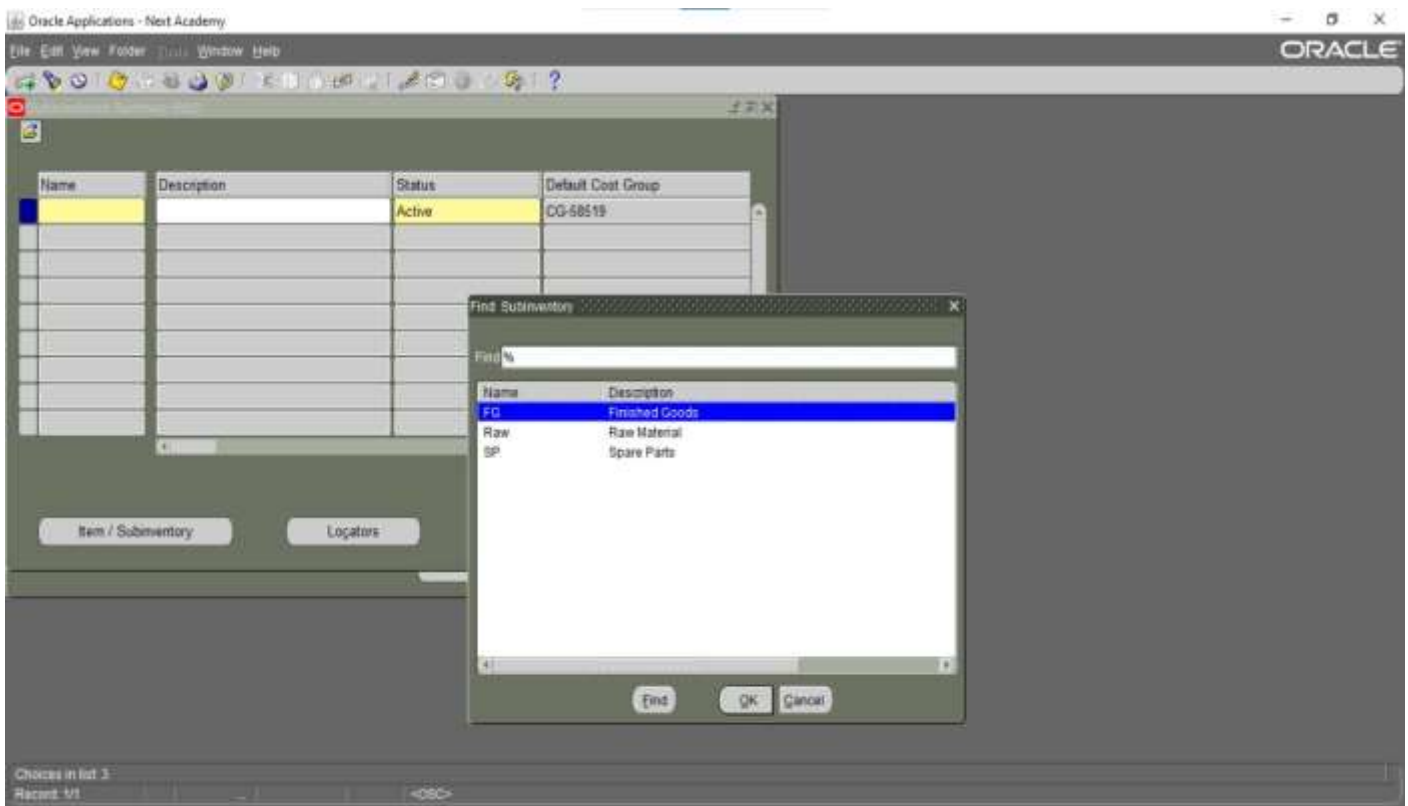 Oracle Applications - Next Academy
File Edit View Folder Tools Window Help
ORACLE
Name Description Status Default Cost Group
Active CG-58519
Find Subinventory
Find %
Name Description
FG Finished Goods
Raw Raw Material
SP Spare Parts
Item / Subinventory Locators
Find OK Cancel
Choices in list: 3
Record: 1/1 ... <OSC>